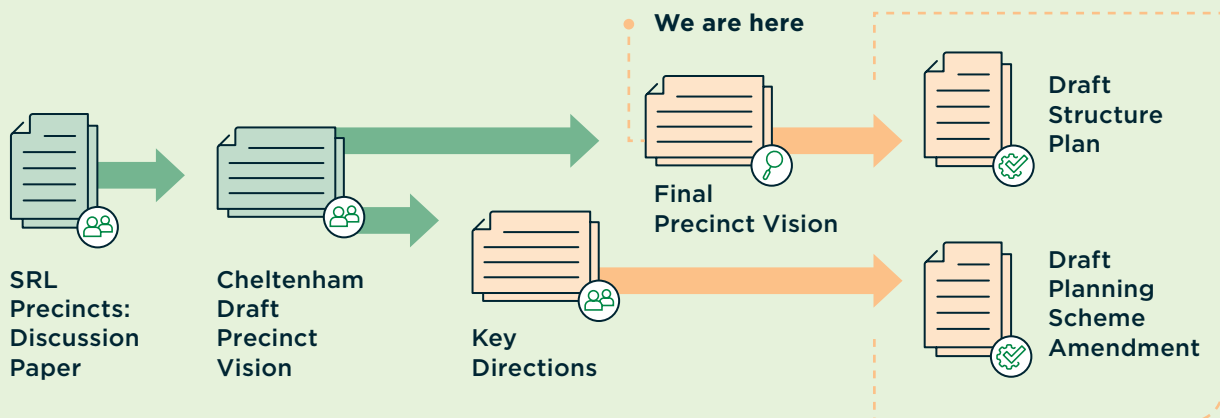 We are here
SRL
Precincts:
Discussion
Paper
Cheltenham
Draft
Precinct
Vision
Key
Directions
Final
Precinct Vision
Draft
Structure
Plan
Draft
Planning
Scheme
Amendment